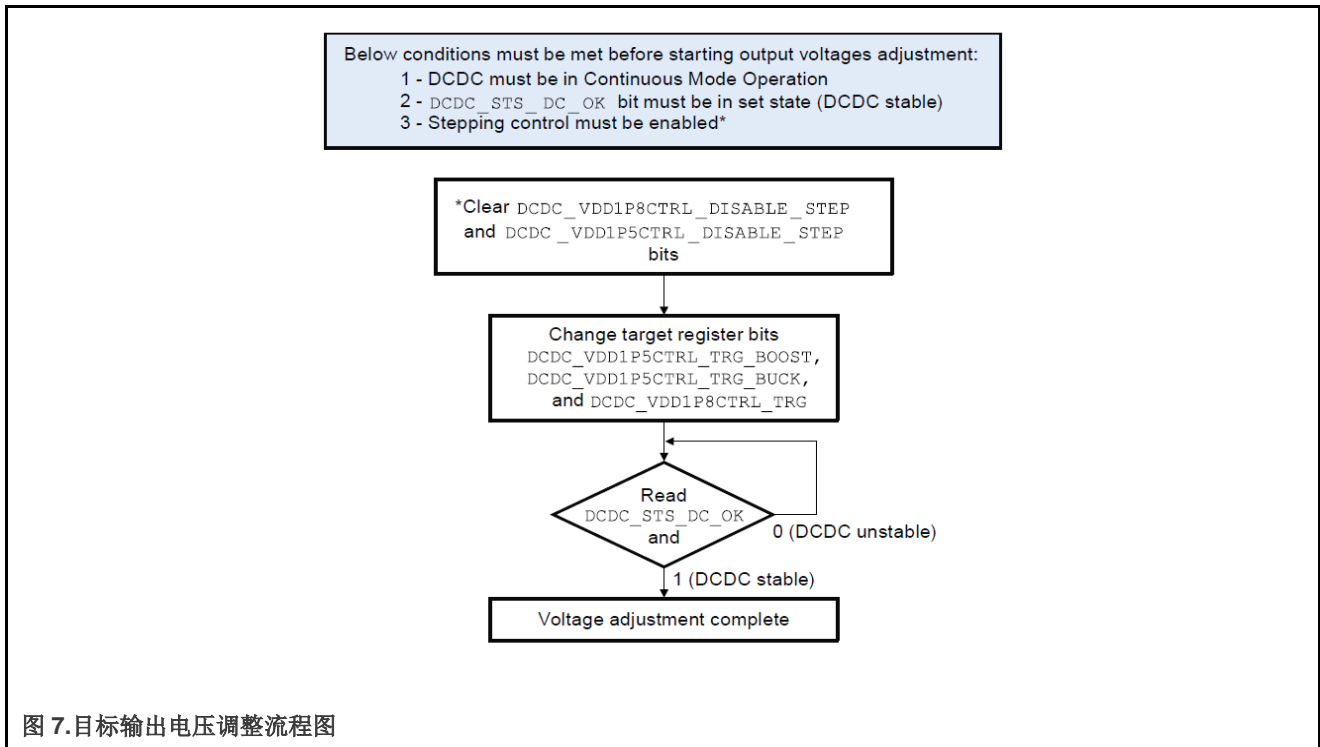 Below conditions must be met before starting output voltages adjustment:
1 - DCDC must be in Continuous Mode Operation
2 - DCDC_STS_DC_OK bit must be in set state (DCDC stable)
3 - Stepping control must be enabled*
*Clear DCDC_VDD1P8CTRL_DISABLE_STEP
and DCDC_VDD1P5CTRL_DISABLE_STEP
bits
Change target register bits
DCDC_VDD1P5CTRL_TRG_BOOST,
DCDC_VDD1P5CTRL_TRG_BUCK,
and DCDC_VDD1P8CTRL_TRG
Read
DCDC_STS_DC_OK
and
0 (DCDC unstable)
1 (DCDC stable)
Voltage adjustment complete
图 7.目标输出电压调整流程图